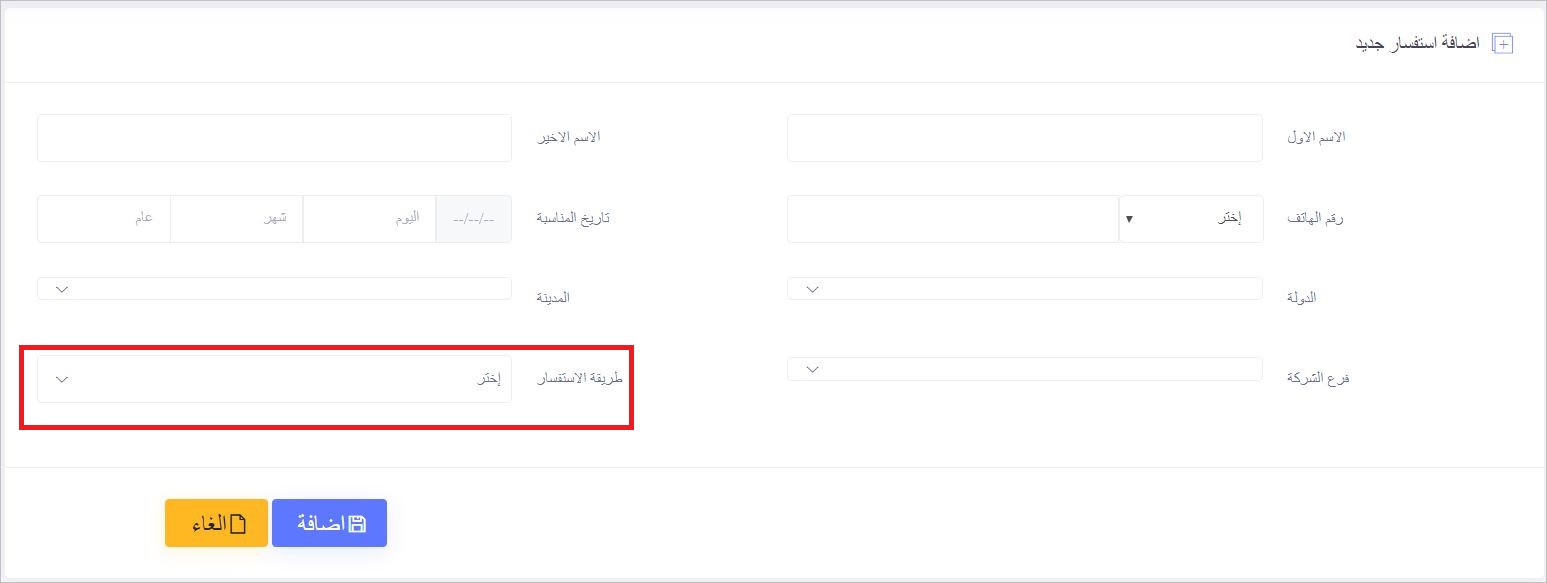 اضافة استفسار جديد
الاسم الاول
الاسم الاخير
رقم الهاتف إختر
تاريخ المناسبة --/--/-- اليوم شهر عام
الدولة
المدينة
فرع الشركة
طريقة الاستفسار إختر
اضافة الغاء